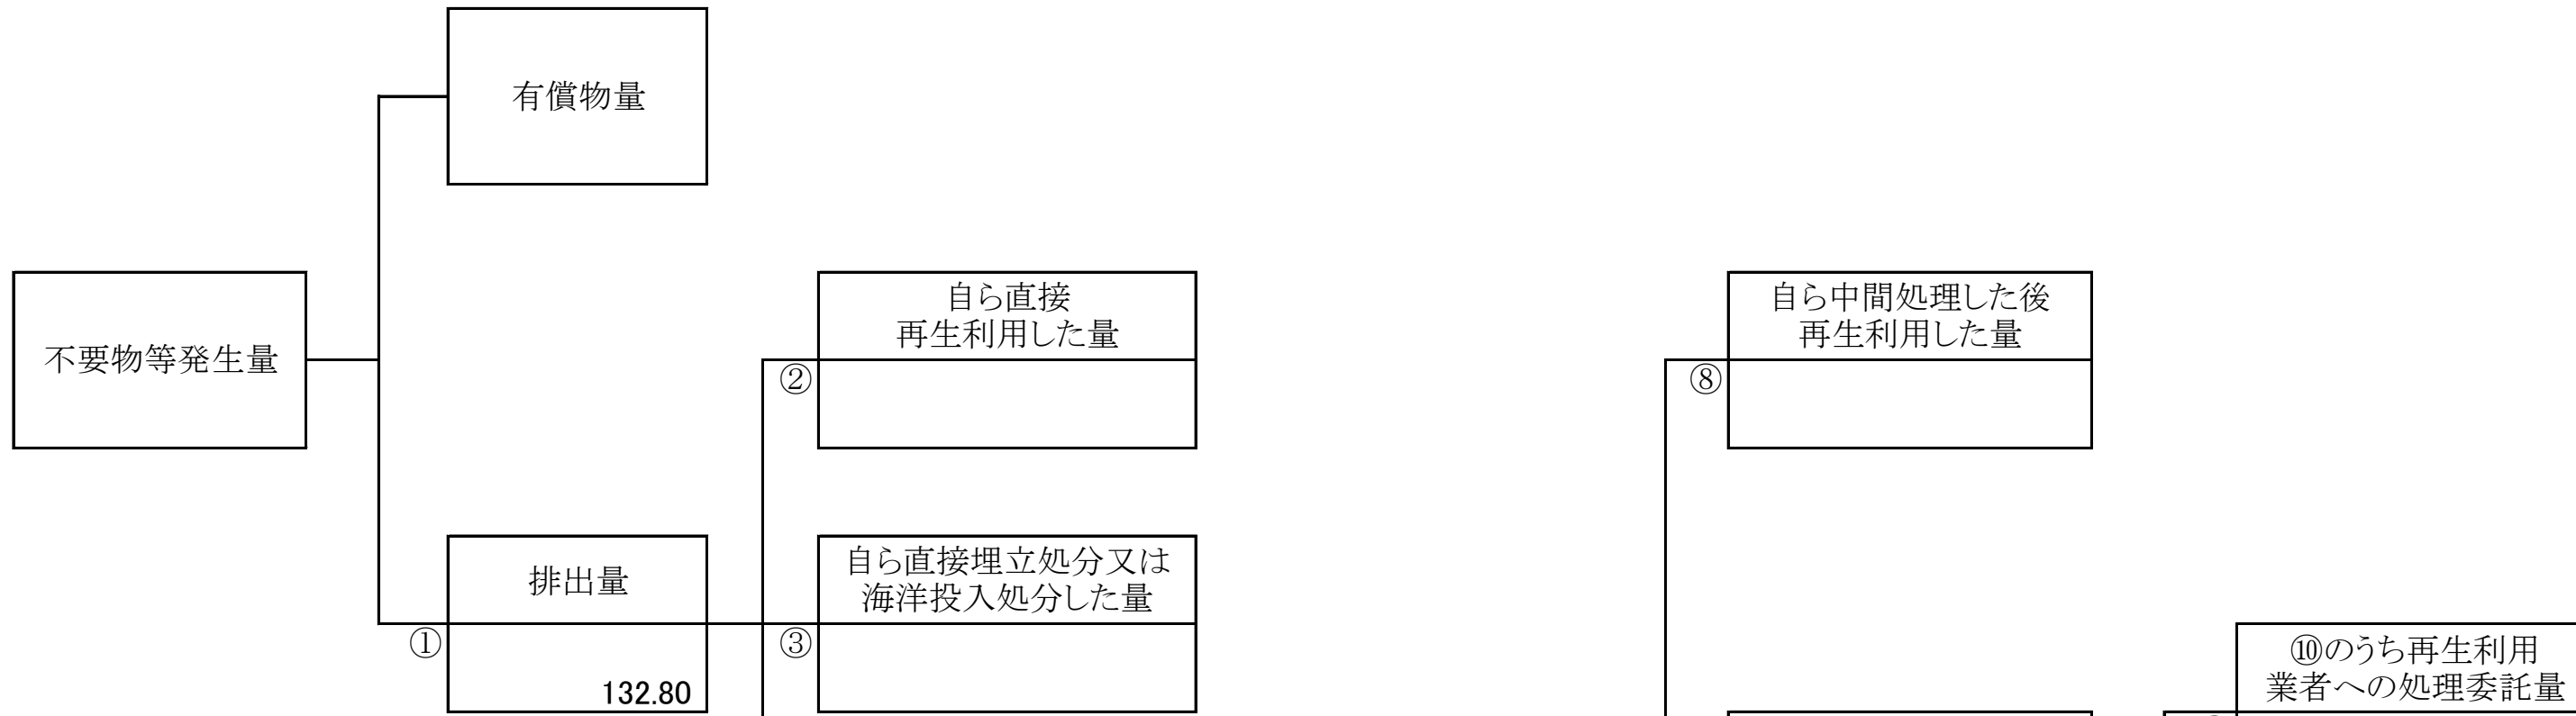 有償物量
不要物等発生量
自ら直接
再生利用した量
②
自ら中間処理した後
再生利用した量
⑧
排出量
①
132.80
自ら直接埋立処分又は
海洋投入処分した量
③
⑩のうち再生利用
業者への処理委託量